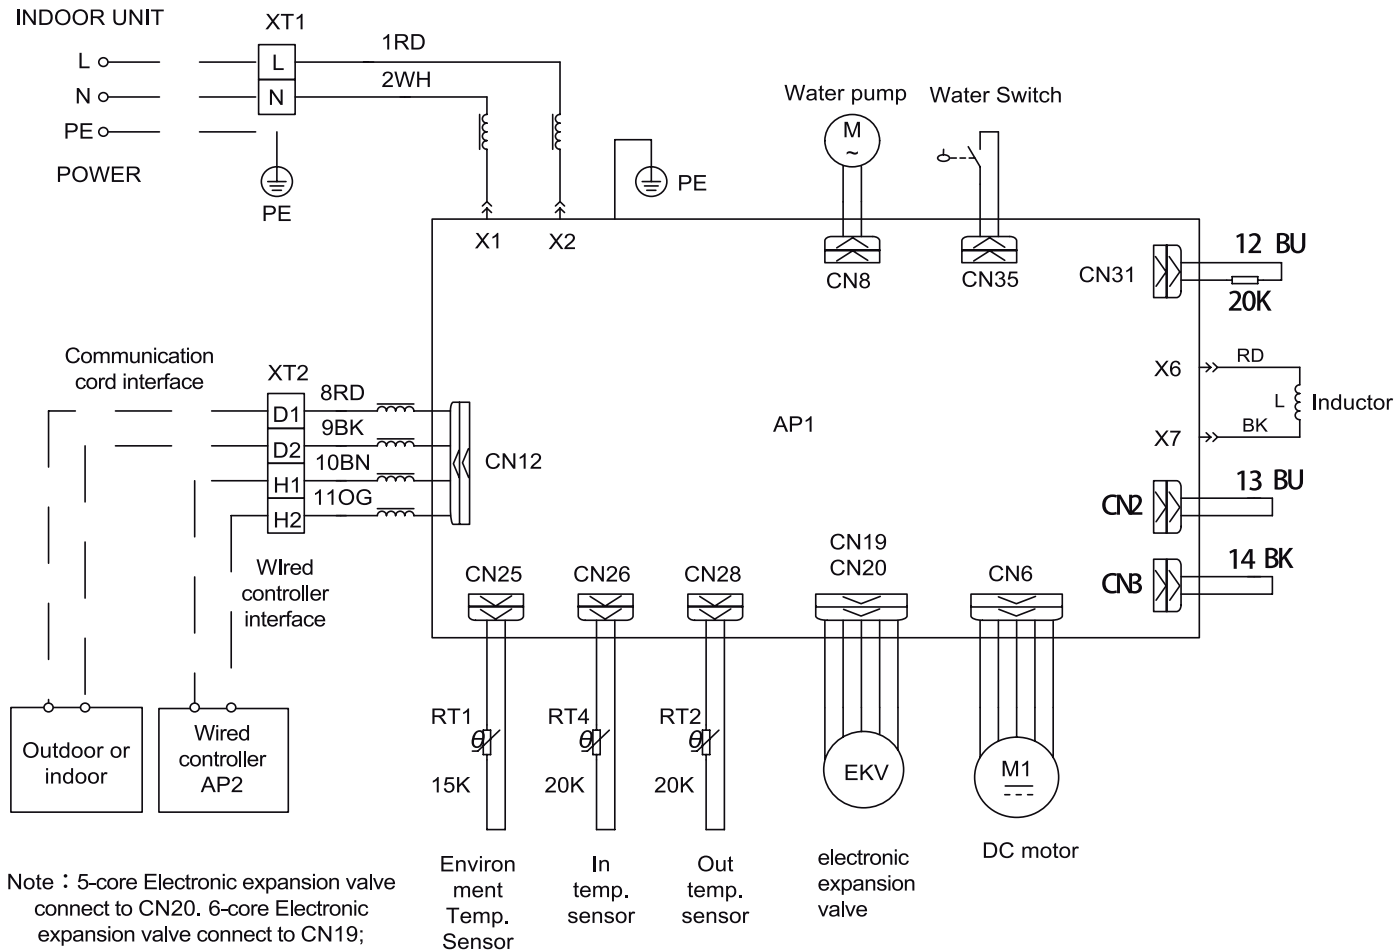 INDOOR UNIT
XT1
L
N
PE
POWER
L
N
1RD
2WH
PE
PE
X1
X2
Water pump
M
~
Water Switch
CN8
CN35
CN31
12 BU
20K
X6
RD
L
Inductor
X7
BK
AP1
CN2
13 BU
CN3
14 BK
Communication
cord interface
XT2
D1
D2
H1
H2
8RD
9BK
10BN
11OG
CN12
WIred
controller
interface
Outdoor or
indoor
Wired
controller
AP2
CN25
CN26
CN28
CN19
CN20
CN6
RT1
θ
15K
RT4
θ
20K
RT2
θ
20K
EKV
M1
Environ
ment
Temp.
Sensor
In
temp.
sensor
Out
temp.
sensor
electronic
expansion
valve
DC motor
Note：5-core Electronic expansion valve
connect to CN20. 6-core Electronic
expansion valve connect to CN19;